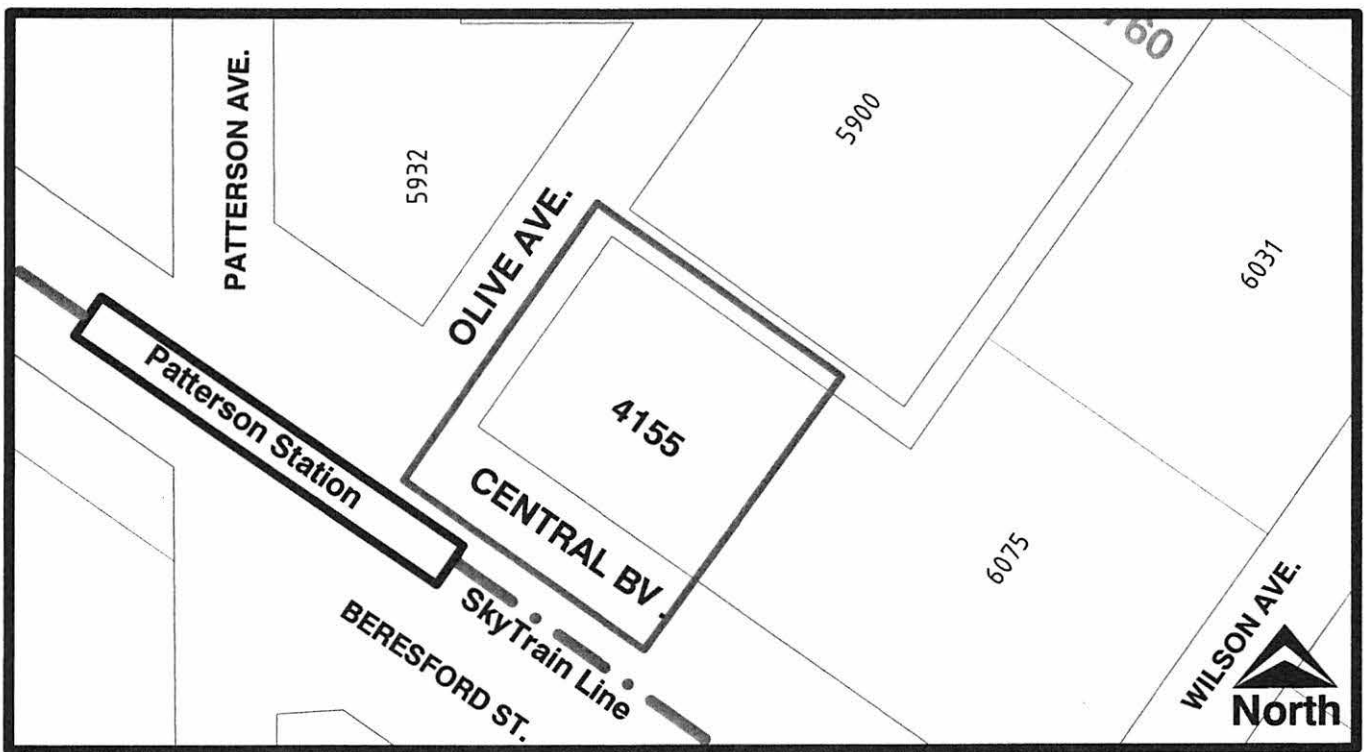 PATTERSON AVE.
5932
OLIVE AVE.
5900
760
6031
Patterson Station
4155
CENTRAL BV.
6075
SkyTrain Line
BERESFORD ST.
WILSON AVE.
North